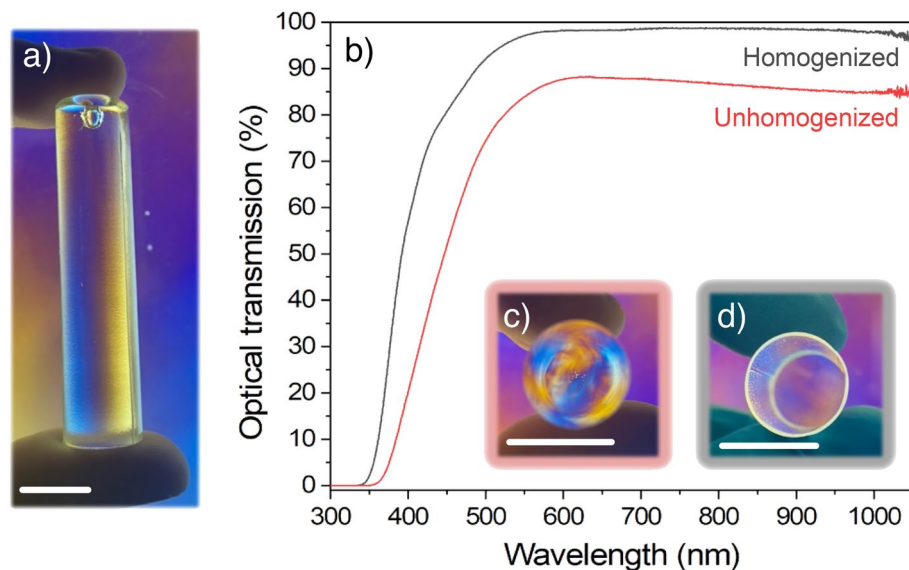 a)
b)
Optical transmission (%)
100
90
80
70
60
50
40
30
20
10
0
Homogenized
Unhomogenized
c)
d)
300 400 500 600 700 800 900 1000
Wavelength (nm)